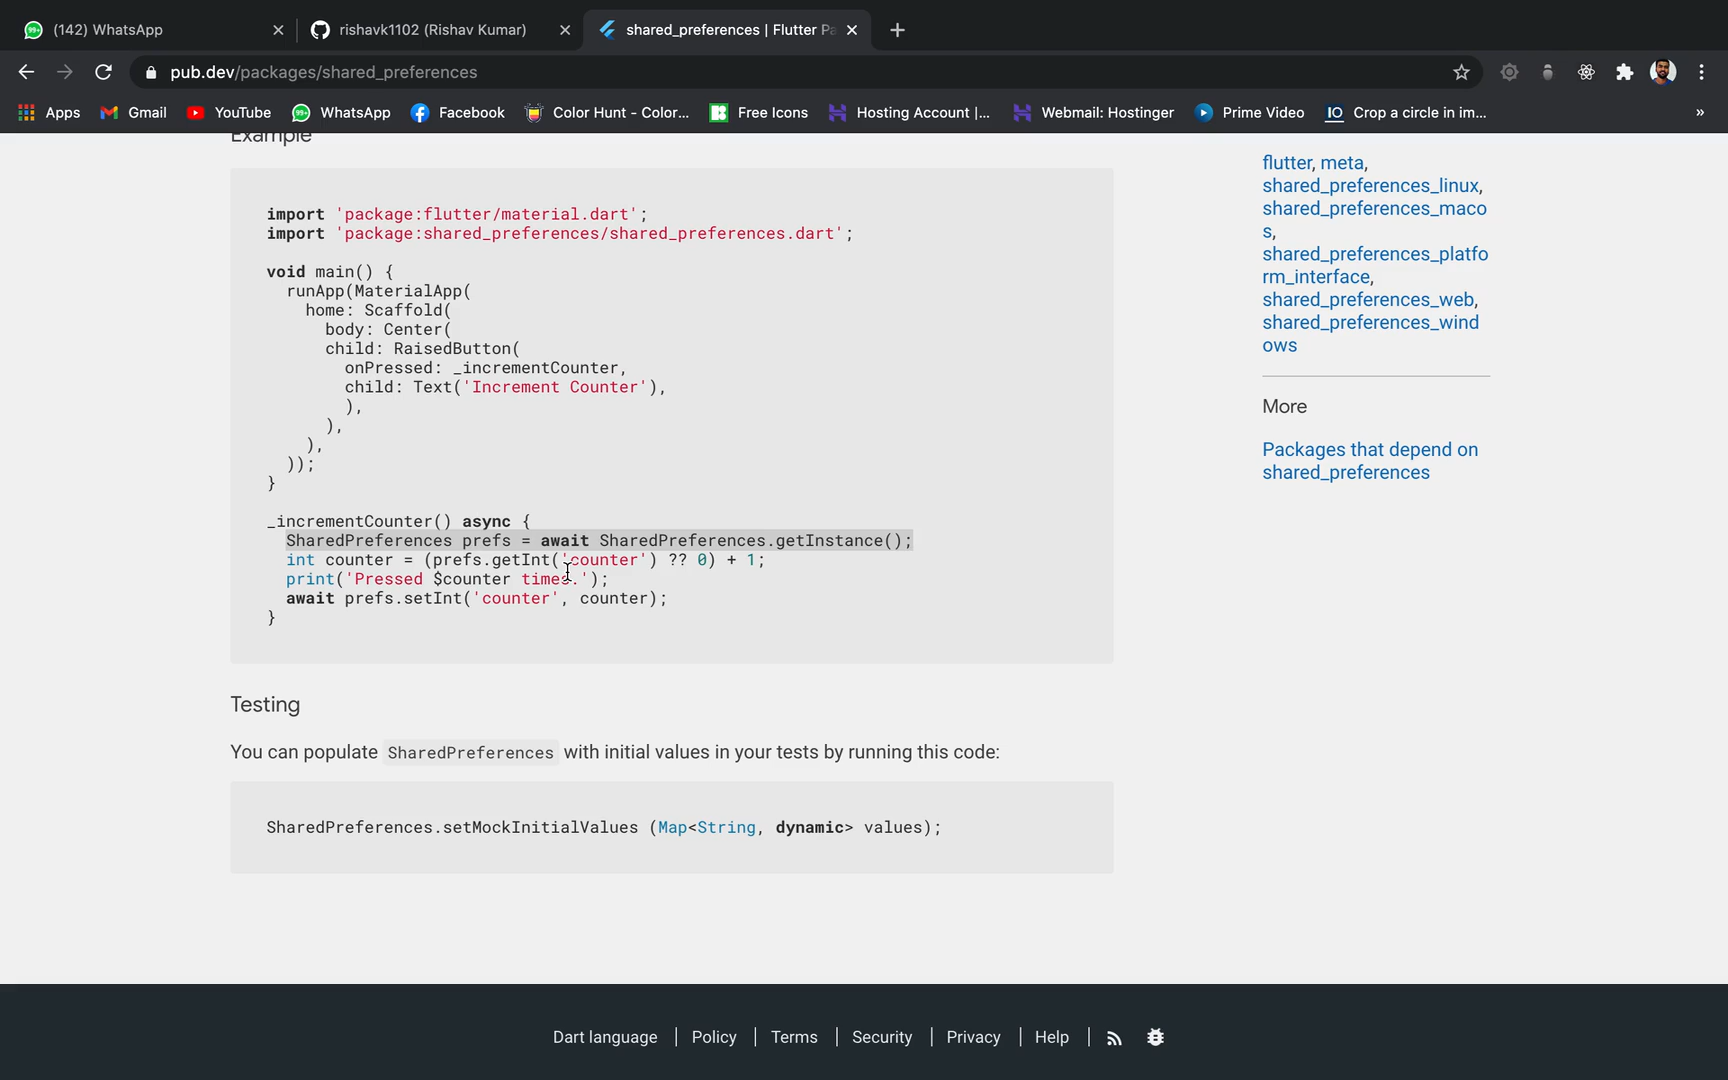 (142) WhatsApp
rishavk1102 (Rishav Kumar)
shared_preferences | Flutter Pa
pub.dev/packages/shared_preferences
Apps
Gmail
YouTube
WhatsApp
Facebook
Color Hunt - Color...
Free Icons
Hosting Account |...
Webmail: Hostinger
Prime Video
IO
Crop a circle in im...
»
Example
import 'package:flutter/material.dart';
import 'package:shared_preferences/shared_preferences.dart';
void main() {
runApp(MaterialApp(
home: Scaffold(
body: Center(
child: RaisedButton(
onPressed: _incrementCounter,
child: Text('Increment Counter'),
),
),
),
));
}
_incrementCounter() async {
SharedPreferences prefs = await SharedPreferences.getInstance();
int counter = (prefs.getInt('counter') ?? 0) + 1;
print('Pressed $counter times.');
await prefs.setInt('counter', counter);
}
Testing
You can populate SharedPreferences with initial values in your tests by running this code:
SharedPreferences.setMockInitialValues (Map<String, dynamic> values);
flutter, meta,
shared_preferences_linux,
shared_preferences_maco
s,
shared_preferences_platfo
rm_interface,
shared_preferences_web,
shared_preferences_wind
ows
More
Packages that depend on
shared_preferences
Dart language
Policy
Terms
Security
Privacy
Help